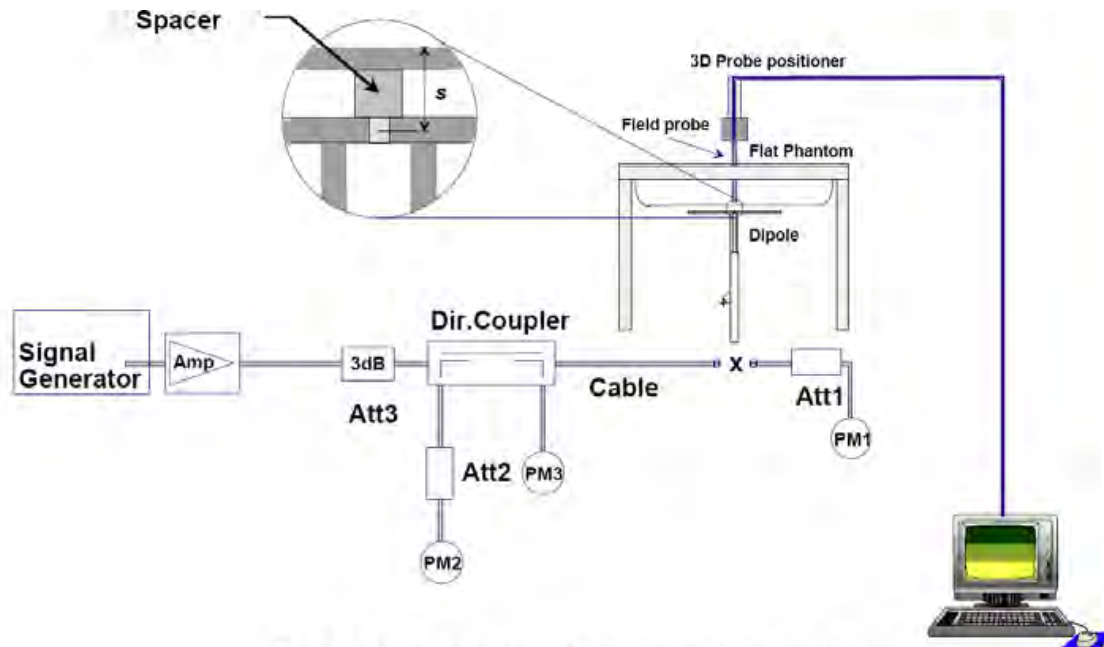 Spacer
s
3D Probe positioner
Field probe
Flat Phantom
Dipole
Signal
Generator
Amp
3dB
Att3
Dir.Coupler
Cable
x
Att1
PM1
Att2
PM3
PM2